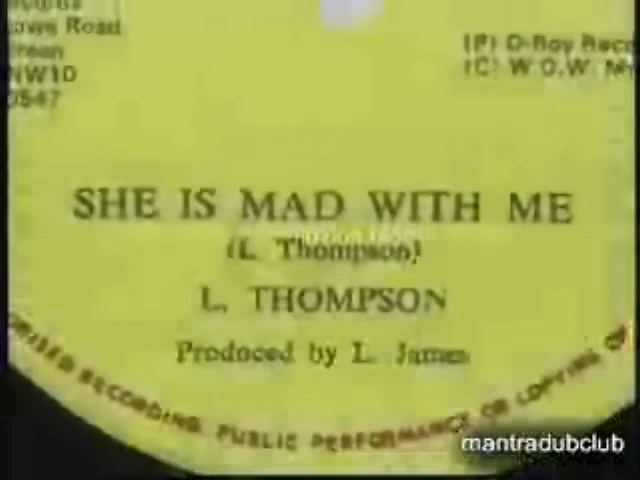 Road
NW10
(P) D-Roy Reco
(C) W.O.W. M
SHE IS MAD WITH ME
(L. Thompson)
L. THOMPSON
Produced by L. James
RECORDING. PUBLIC PERFORMANCE OR COPYING OF
mantradubclub